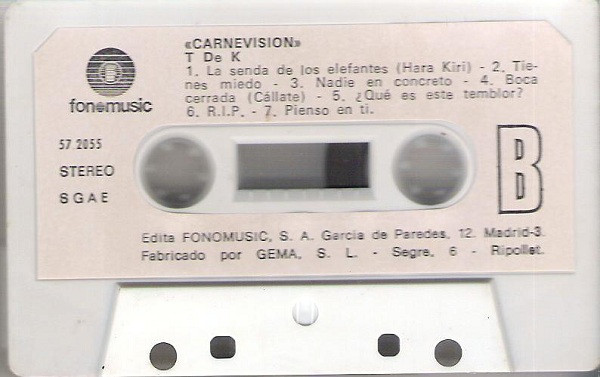 «CARNEVISION»
T De K
1. La senda de los elefantes (Hara Kiri) - 2. Tie-
nes miedo - 3. Nadie en concreto - 4. Boca
cerrada (Cállate) - 5. ¿Qué es este temblor?
6. R.I.P. - 7. Pienso en ti.
fonomusic
57.2055
STEREO
SGAE
B
Edita FONOMUSIC, S. A. García de Paredes, 12. Madrid-3.
Fabricado por GEMA, S. L. - Segre, 6 - Ripollet.